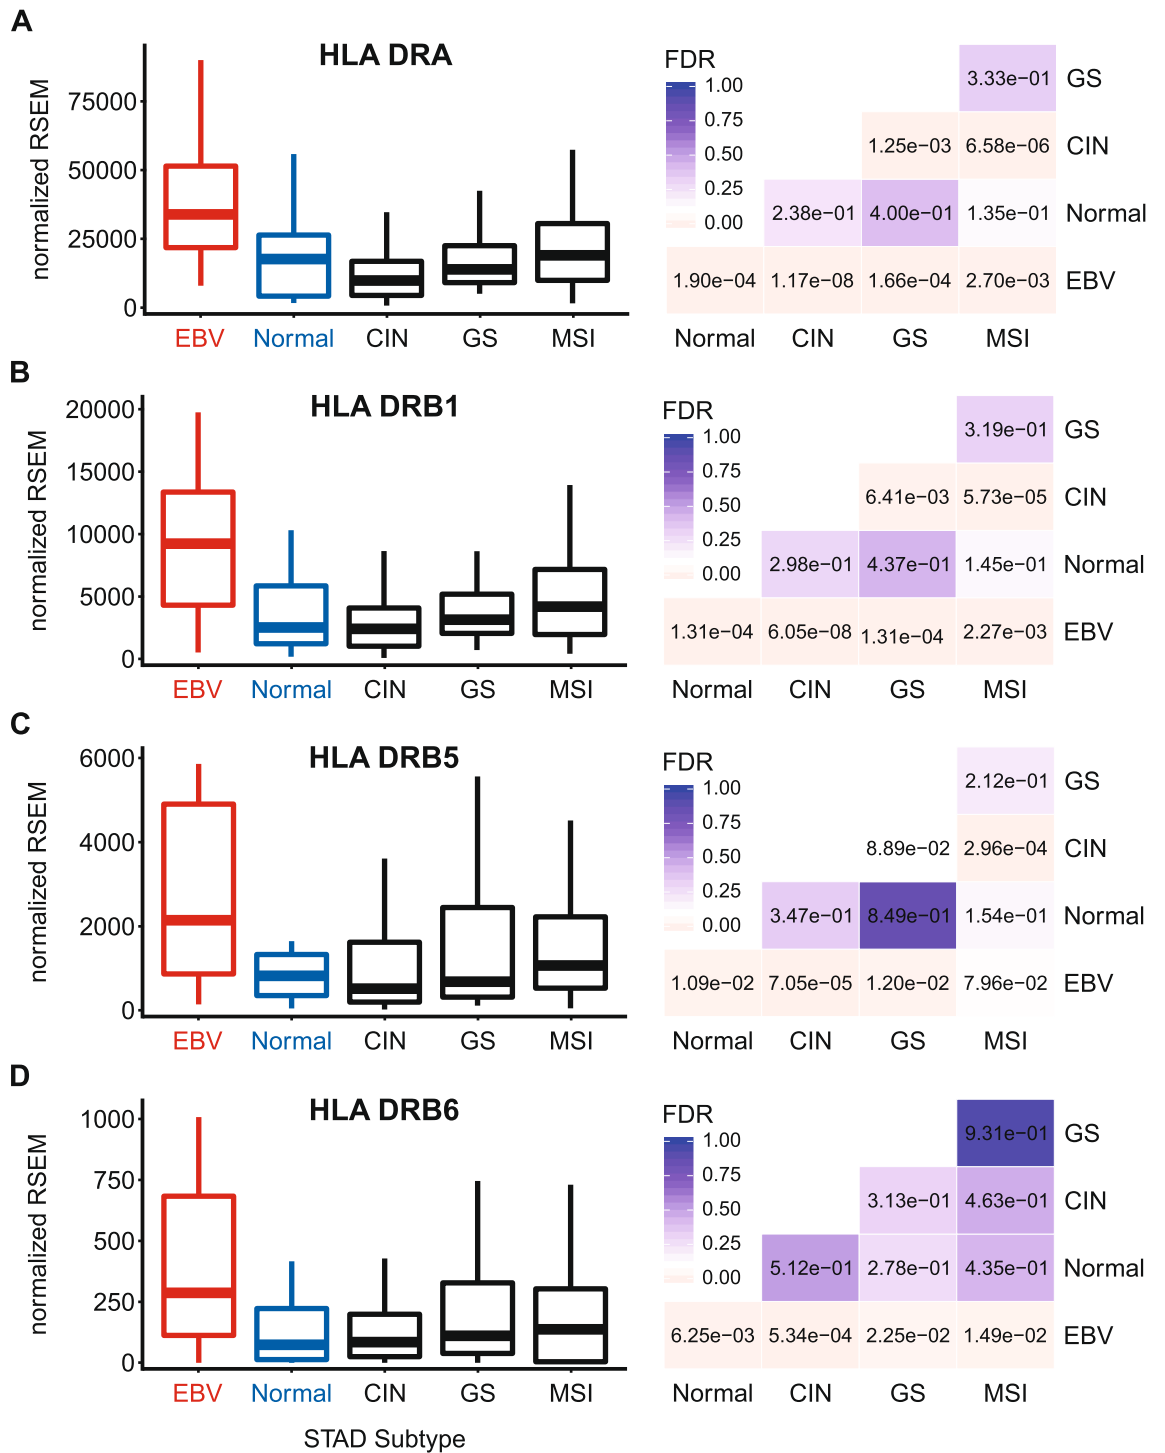 A
HLA DRA
normalized RSEM
75000
50000
25000
0
EBV Normal CIN GS MSI
FDR
1.00
0.75
0.50
0.25
0.00
3.33e−01 GS
1.25e−03 6.58e−06 CIN
2.38e−01 4.00e−01 1.35e−01 Normal
1.90e−04 1.17e−08 1.66e−04 2.70e−03 EBV
Normal CIN GS MSI
B
HLA DRB1
normalized RSEM
20000
15000
10000
5000
0
EBV Normal CIN GS MSI
FDR
1.00
0.75
0.50
0.25
0.00
3.19e−01 GS
6.41e−03 5.73e−05 CIN
2.98e−01 4.37e−01 1.45e−01 Normal
1.31e−04 6.05e−08 1.31e−04 2.27e−03 EBV
Normal CIN GS MSI
C
HLA DRB5
normalized RSEM
6000
4000
2000
0
EBV Normal CIN GS MSI
FDR
1.00
0.75
0.50
0.25
0.00
2.12e−01 GS
8.89e−02 2.96e−04 CIN
3.47e−01 8.49e−01 1.54e−01 Normal
1.09e−02 7.05e−05 1.20e−02 7.96e−02 EBV
Normal CIN GS MSI
D
HLA DRB6
normalized RSEM
1000
750
500
250
0
EBV Normal CIN GS MSI
STAD Subtype
FDR
1.00
0.75
0.50
0.25
0.00
9.31e−01 GS
3.13e−01 4.63e−01 CIN
5.12e−01 2.78e−01 4.35e−01 Normal
6.25e−03 5.34e−04 2.25e−02 1.49e−02 EBV
Normal CIN GS MSI